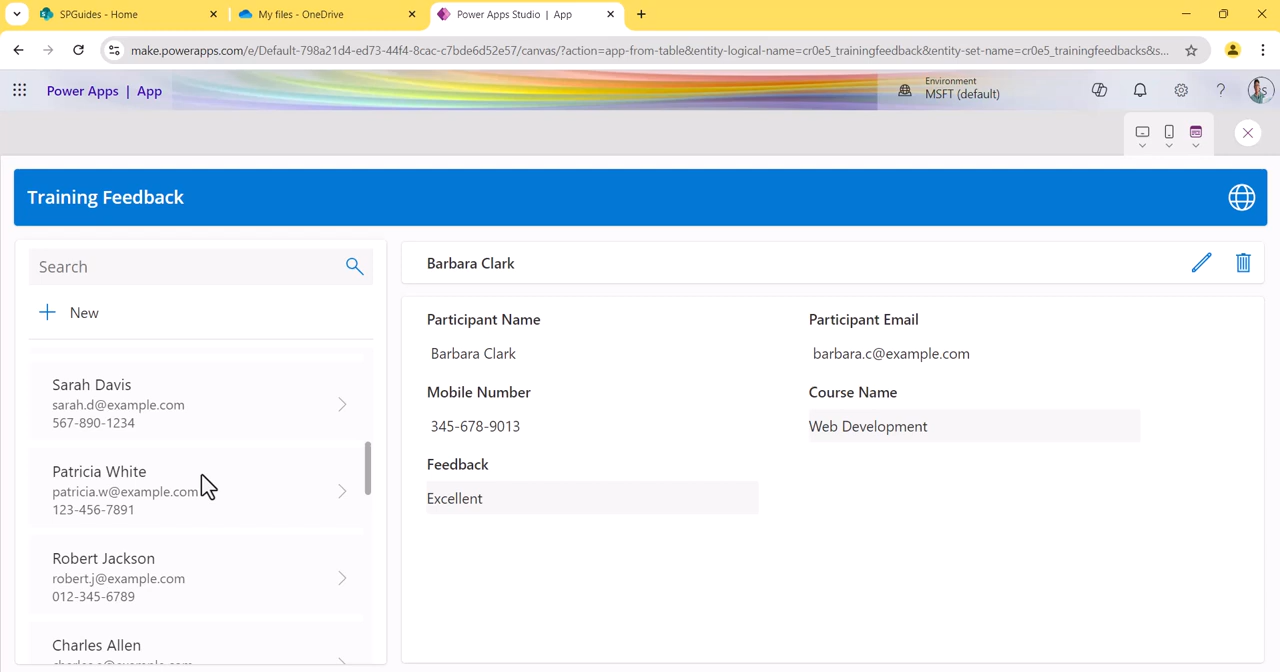 SPGuides - Home
My files - OneDrive
Power Apps Studio | App
make.powerapps.com/e/Default-798a21d4-ed73-44f4-8cac-c7bde6d52e57/canvas/?action=app-from-table&entity-logical-name=cr0e5_trainingfeedback&entity-set-name=cr0e5_trainingfeedbacks&s...
Power Apps | App
Environment
MSFT (default)
Training Feedback
Search
New
Sarah Davis
sarah.d@example.com
567-890-1234
Patricia White
patricia.w@example.com
123-456-7891
Robert Jackson
robert.j@example.com
012-345-6789
Charles Allen
Barbara Clark
Participant Name
Participant Email
Barbara Clark
barbara.c@example.com
Mobile Number
Course Name
345-678-9013
Web Development
Feedback
Excellent